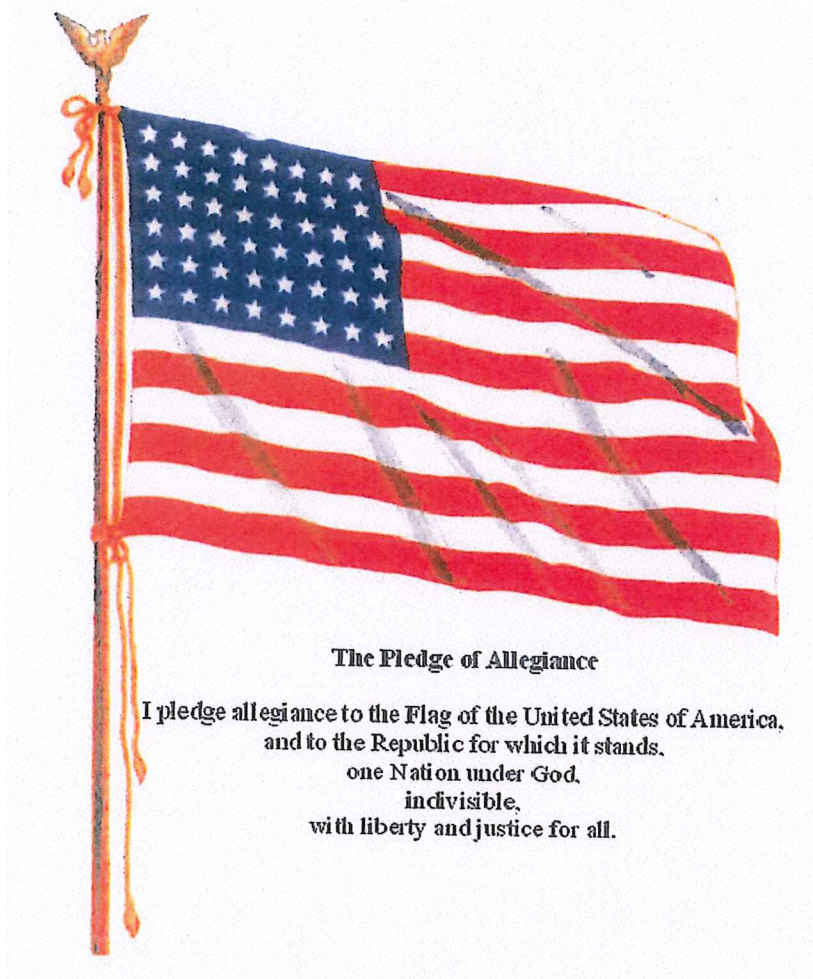 The Pledge of Allegiance
I pledge allegiance to the Flag of the United States of America,
and to the Republic for which it stands,
one Nation under God,
indivisible,
with liberty and justice for all.